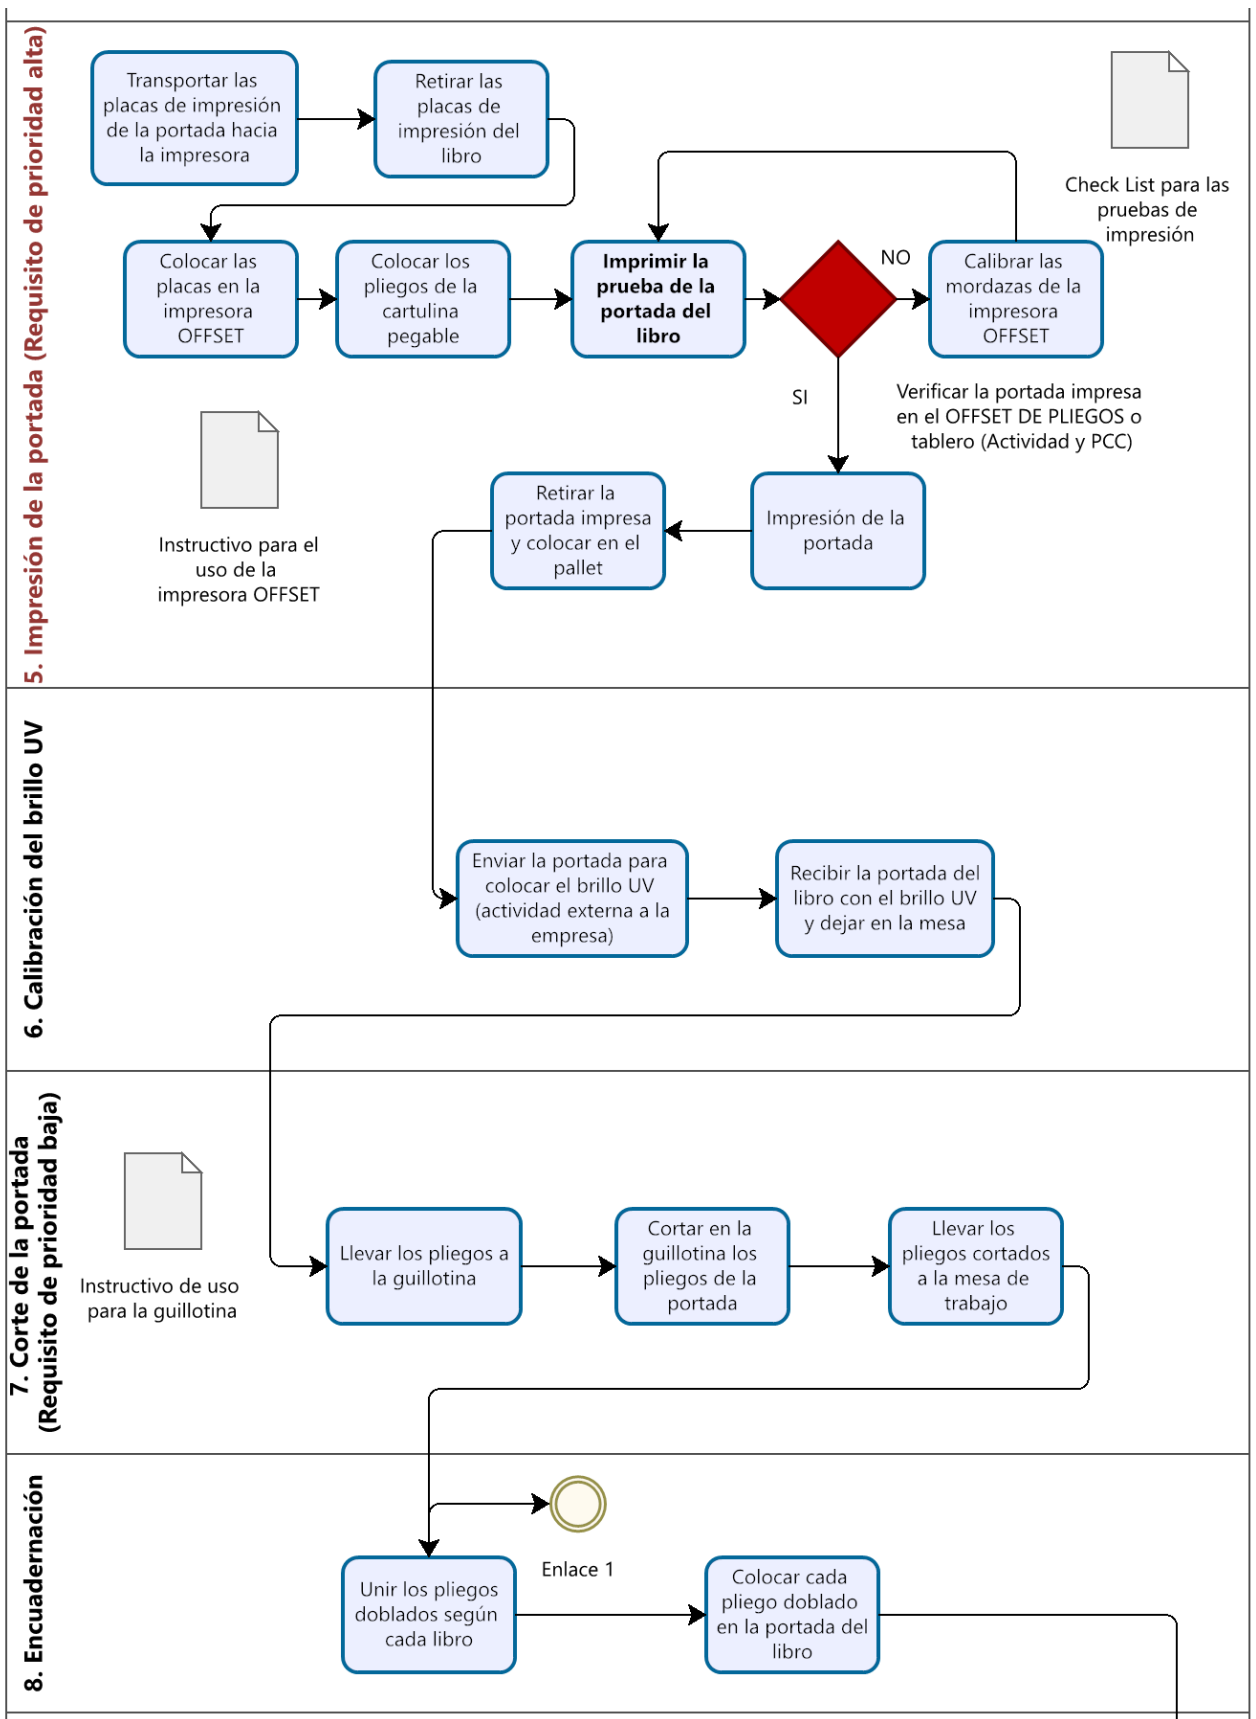 5. Impresión de la portada (Requisito de prioridad alta)
Transportar las
placas de impresión
de la portada hacia
la impresora
Retirar las
placas de
impresión del
libro
Check List para las
pruebas de
impresión
Colocar las
placas en la
impresora
OFFSET
Colocar los
pliegos de la
cartulina
pegable
Imprimir la
prueba de la
portada del
libro
NO
Calibrar las
mordazas de la
impresora
OFFSET
SI
Verificar la portada impresa
en el OFFSET DE PLIEGOS o
tablero (Actividad y PCC)
Instructivo para el
uso de la
impresora OFFSET
Retirar la
portada impresa
y colocar en el
pallet
Impresión de la
portada
6. Calibración del brillo UV
Enviar la portada para
colocar el brillo UV
(actividad externa a la
empresa)
Recibir la portada del
libro con el brillo UV
y dejar en la mesa
7. Corte de la portada
(Requisito de prioridad baja)
Instructivo de uso
para la guillotina
Llevar los pliegos a
la guillotina
Cortar en la
guillotina los
pliegos de la
portada
Llevar los
pliegos cortados
a la mesa de
trabajo
8. Encuadernación
Enlace 1
Unir los pliegos
doblados según
cada libro
Colocar cada
pliego doblado
en la portada del
libro